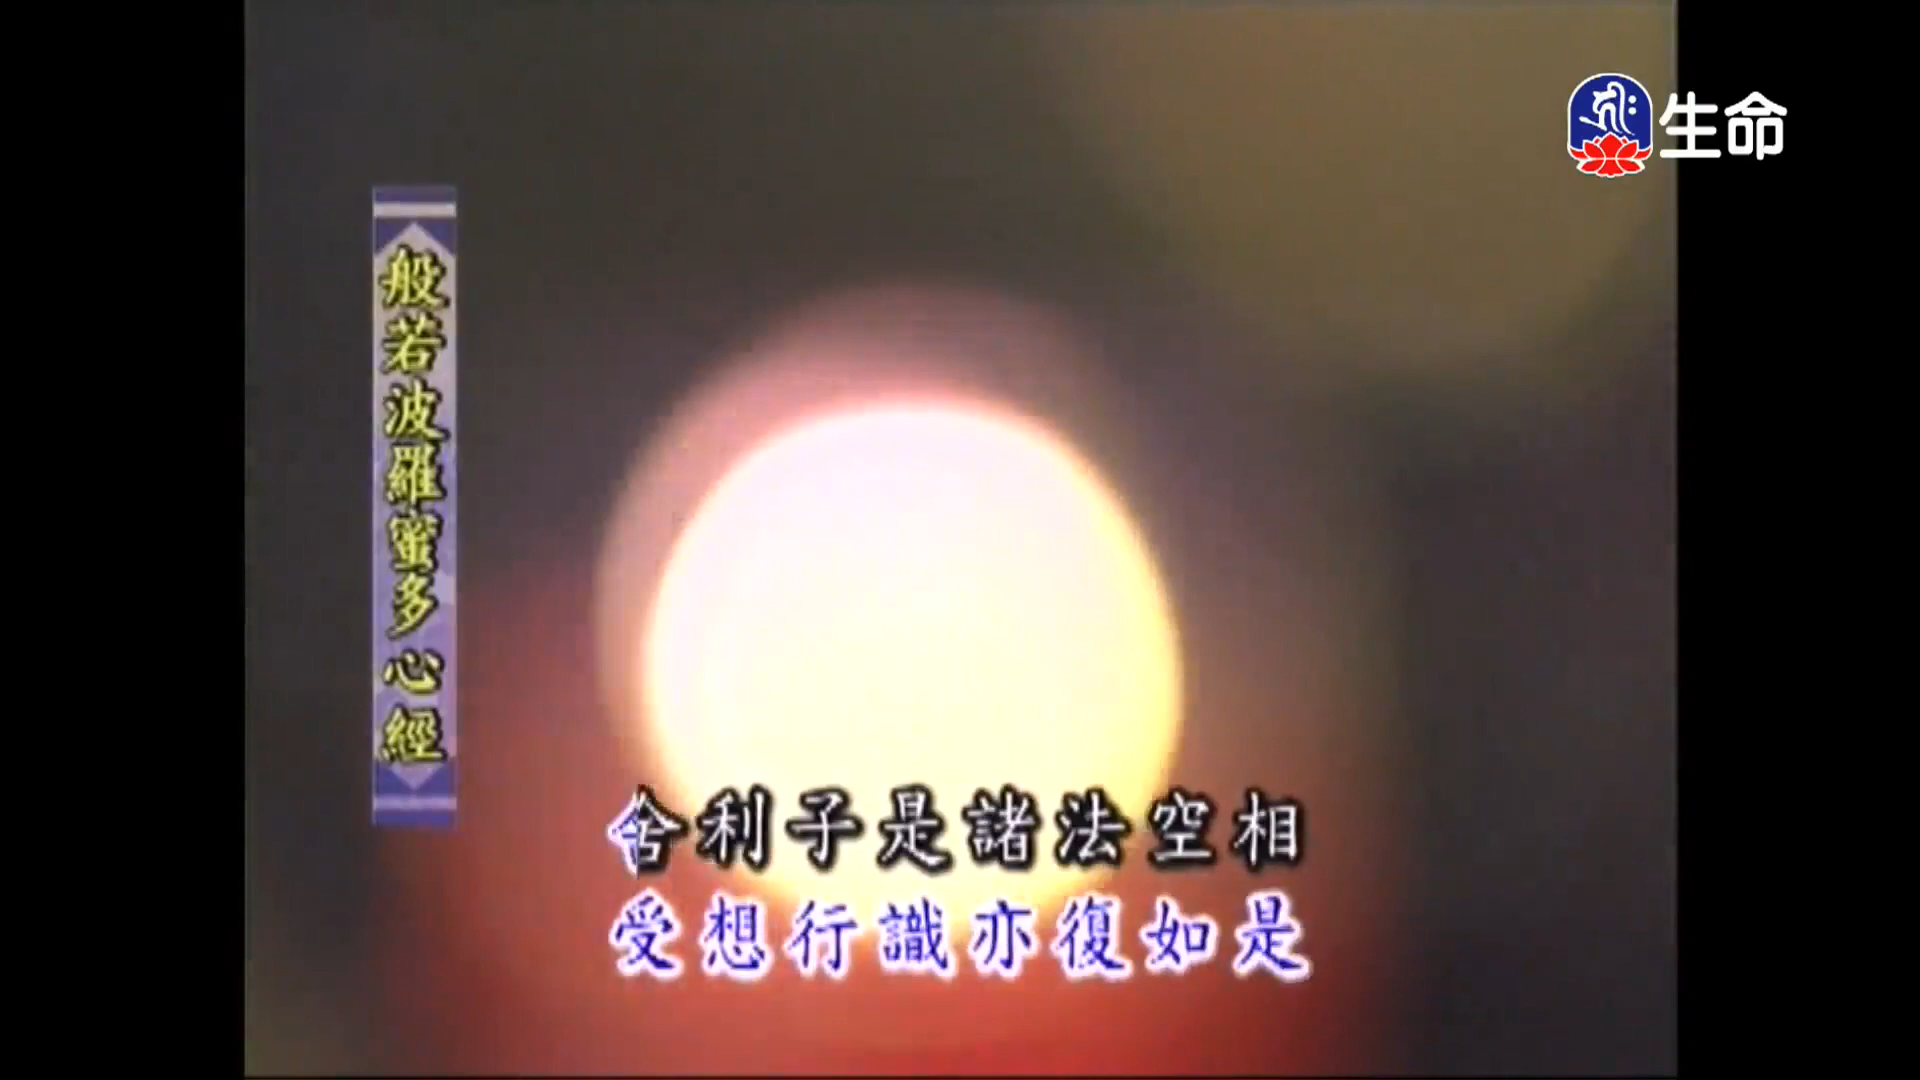 生命
般若波羅蜜多心經
舍利子是諸法空相
受想行識亦復如是